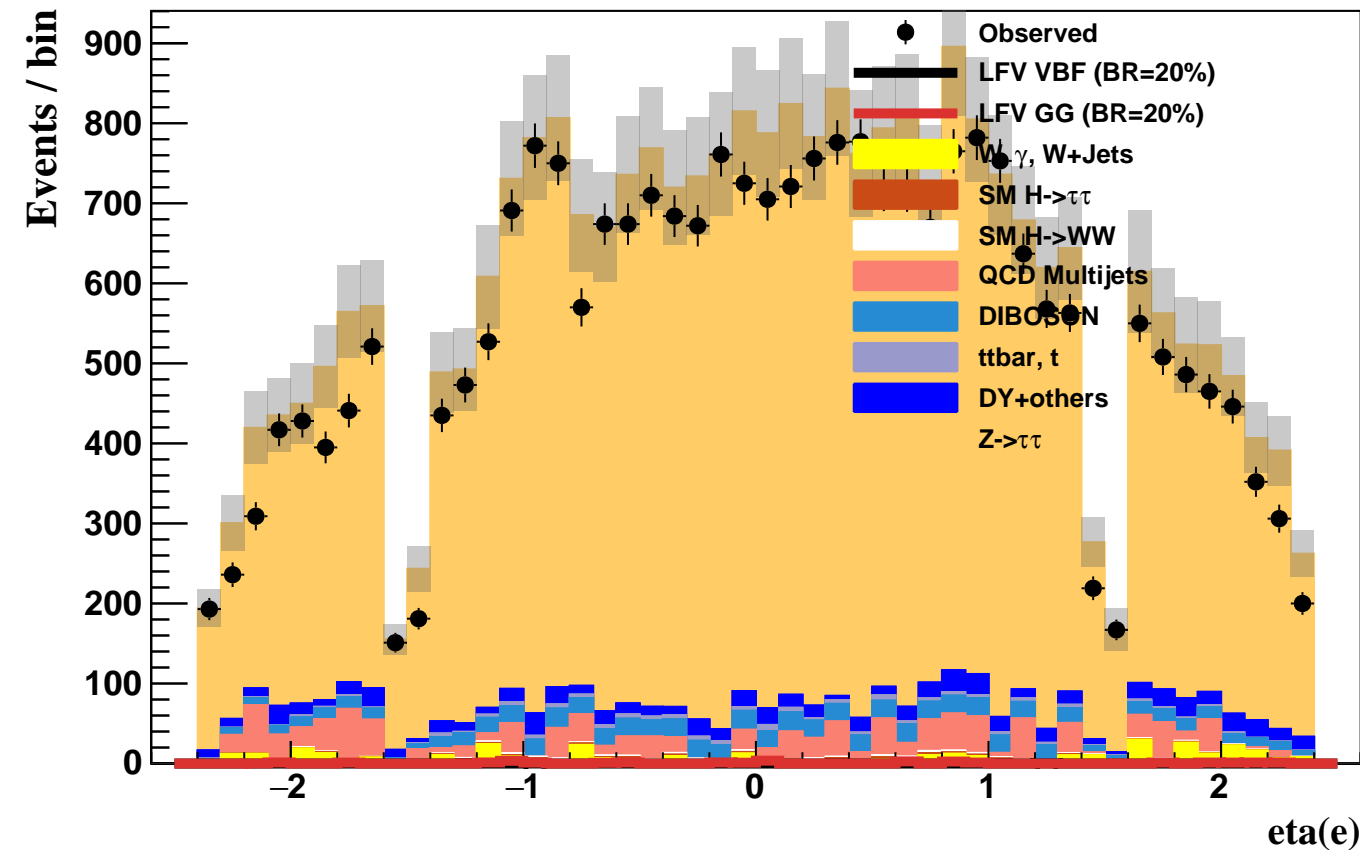 Events / bin
900
800
700
600
500
400
300
200
100
0
−2
−1
0
1
2
eta(e)
Observed
LFV VBF (BR=20%)
LFV GG (BR=20%)
W γ, W+Jets
SM H->ττ
SM H->WW
QCD Multijets
DIBOSON
ttbar, t
DY+others
Z->ττ